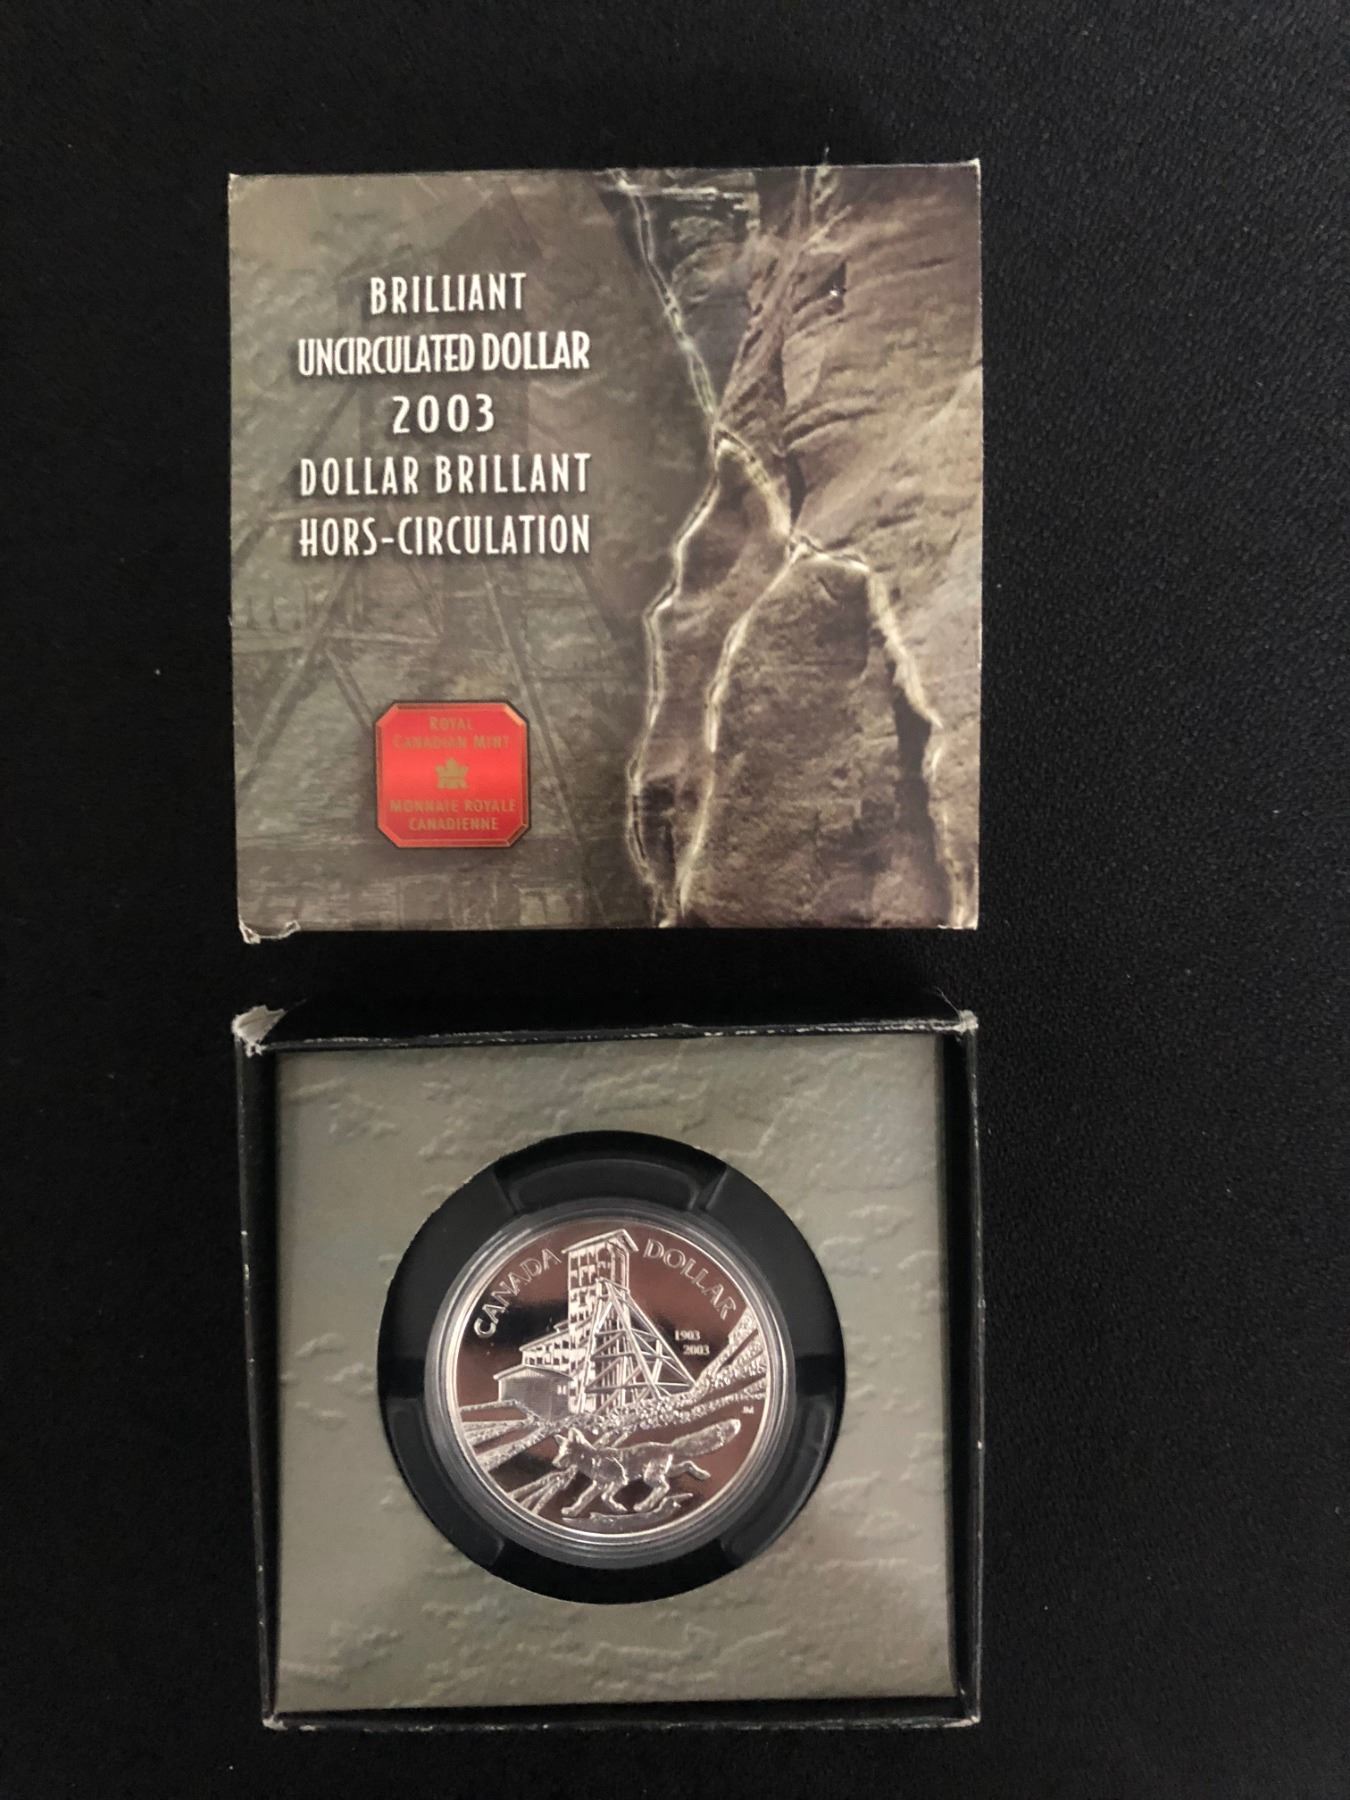 BRILLIANT
UNCIRCULATED DOLLAR
2003
DOLLAR BRILLANT
HORS-CIRCULATION
ROYAL
CANADIAN MINT
MONNAIE ROYALE
CANADIENNE
CANADA DOLLAR
1903
2003